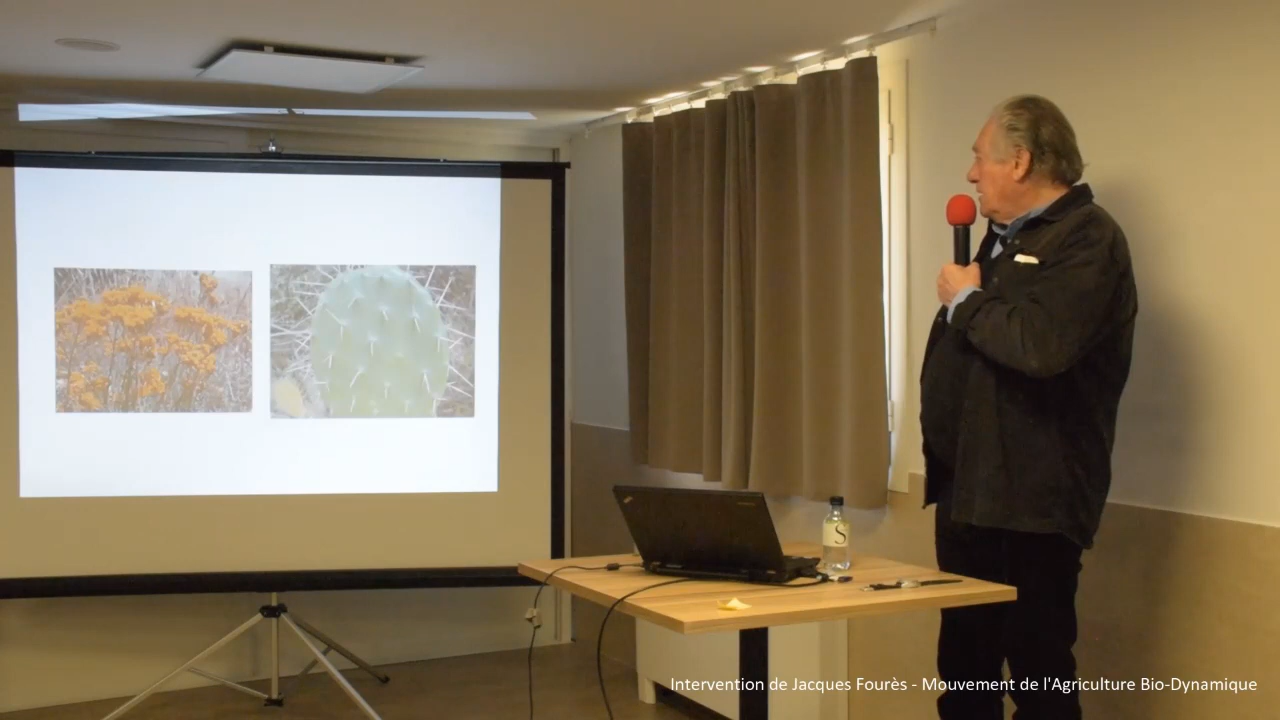 S
Intervention de Jacques Fourès - Mouvement de l'Agriculture Bio-Dynamique